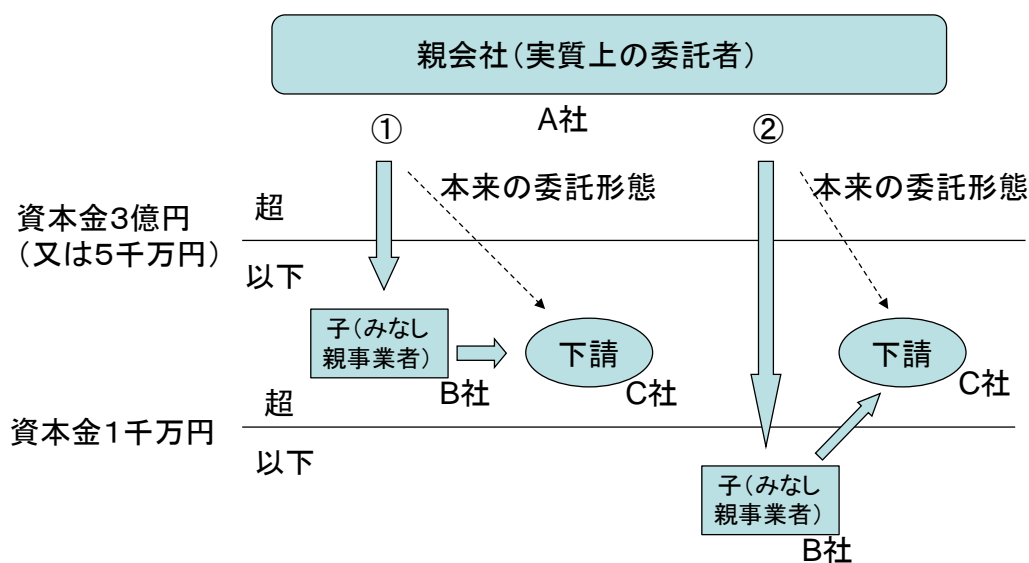 親会社（実質上の委託者）
A社
①
②
本来の委託形態
本来の委託形態
資本金３億円
（又は５千万円）
超
以下
子（みなし
親事業者）
B社
下請
C社
下請
C社
超
資本金１千万円
以下
子（みなし
親事業者）
B社